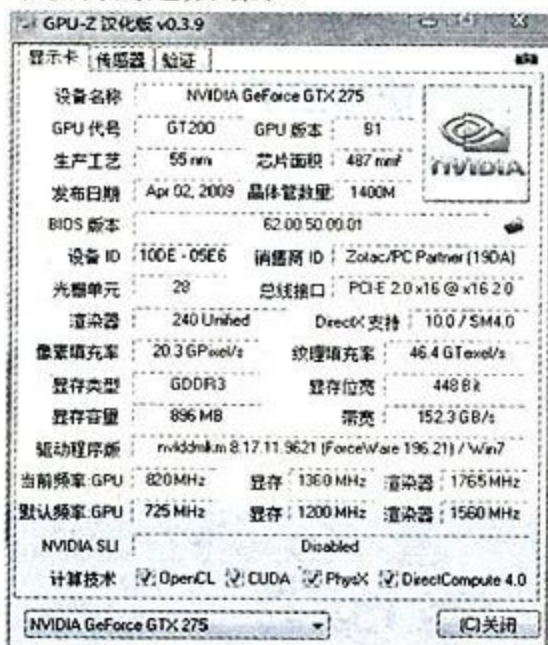 GPU-Z 汉化版 v0.3.9
显示卡 传感器 验证
设备名称 NVIDIA GeForce GTX 275
GPU 代号 GT200 GPU 版本 B1
生产工艺 55 nm 芯片面积 487 mm²
NVIDIA
发布日期 Apr 02, 2009 晶体管数量 1400M
BIOS 版本 62.00.50.00.01
设备 ID 10DE - 05E6 销售商 ID Zotac/PC Partner (19DA)
光栅单元 28 总线接口 PCI-E 2.0 x16 @ x16 2.0
渲染器 240 Unified DirectX 支持 10.0 / SM4.0
像素填充率 20.3 GPixel/s 纹理填充率 46.4 GTexel/s
显存类型 GDDR3 显存位宽 448 Bit
显存容量 896 MB 带宽 152.3 GB/s
驱动程序版 nvlddmkm 8.17.11.9621 (ForceWare 196.21) / Win7
当前频率:GPU 820 MHz 显存 1360 MHz 渲染器 1765 MHz
默认频率:GPU 725 MHz 显存 1200 MHz 渲染器 1560 MHz
NVIDIA SLI Disabled
计算技术 OpenCL CUDA PhysX DirectCompute 4.0
NVIDIA GeForce GTX 275 (C)关闭